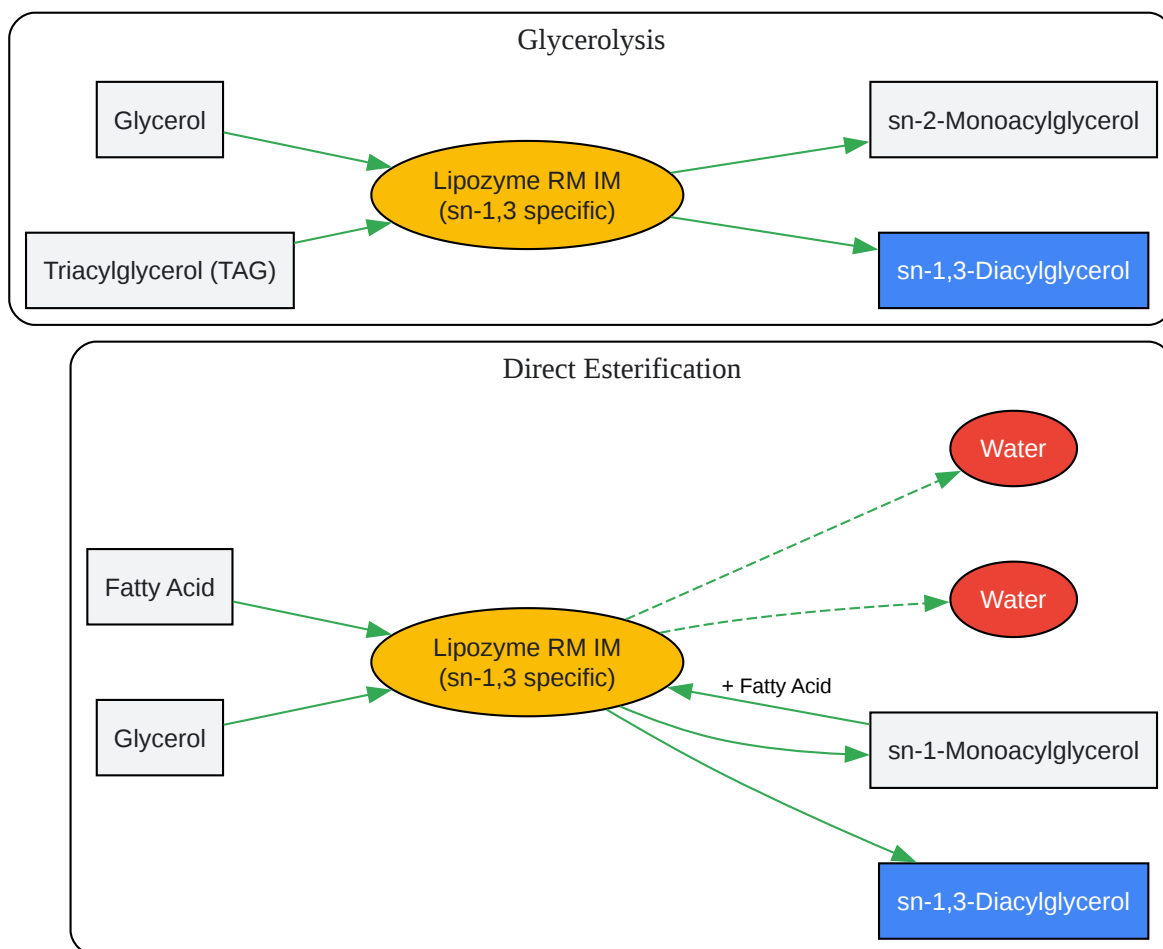 Glycerolysis
Glycerol
Triacylglycerol (TAG)
Lipozyme RM IM
(sn-1,3 specific)
sn-2-Monoacylglycerol
sn-1,3-Diacylglycerol
Direct Esterification
Fatty Acid
Glycerol
Lipozyme RM IM
(sn-1,3 specific)
Water
Water
+ Fatty Acid
sn-1-Monoacylglycerol
sn-1,3-Diacylglycerol